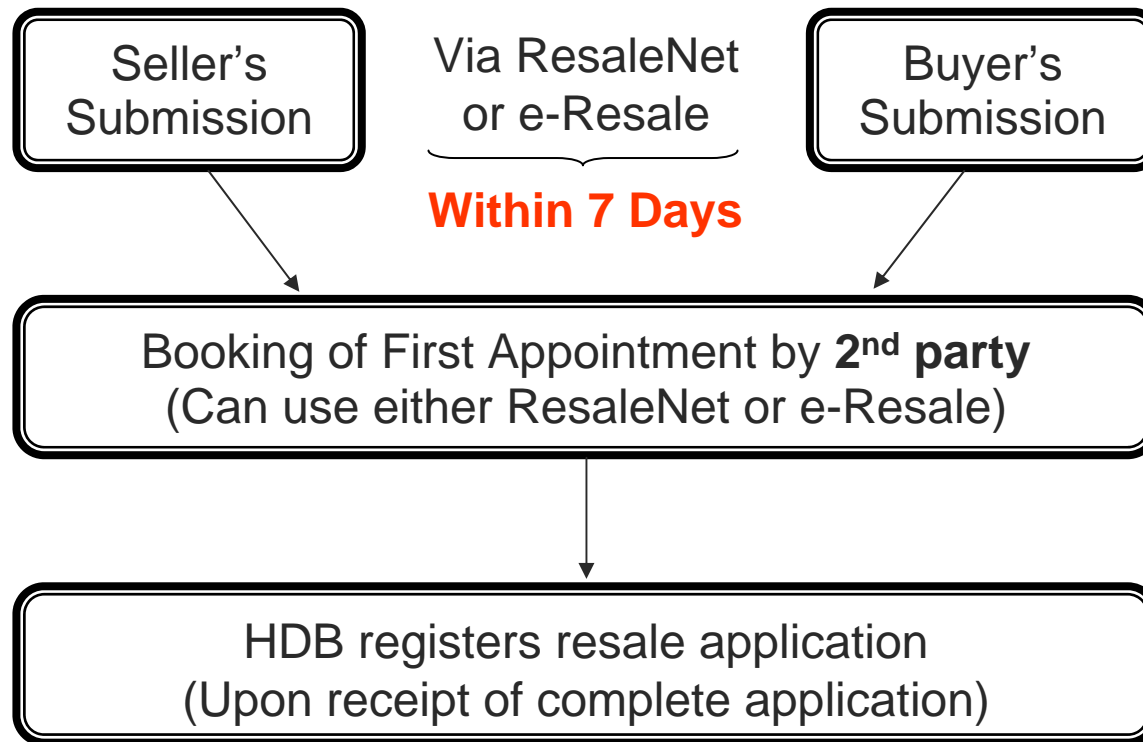 Seller’s
Submission
Via ResaleNet
or e-Resale
Within 7 Days
Buyer’s
Submission
Booking of First Appointment by 2nd party
(Can use either ResaleNet or e-Resale)
HDB registers resale application
(Upon receipt of complete application)